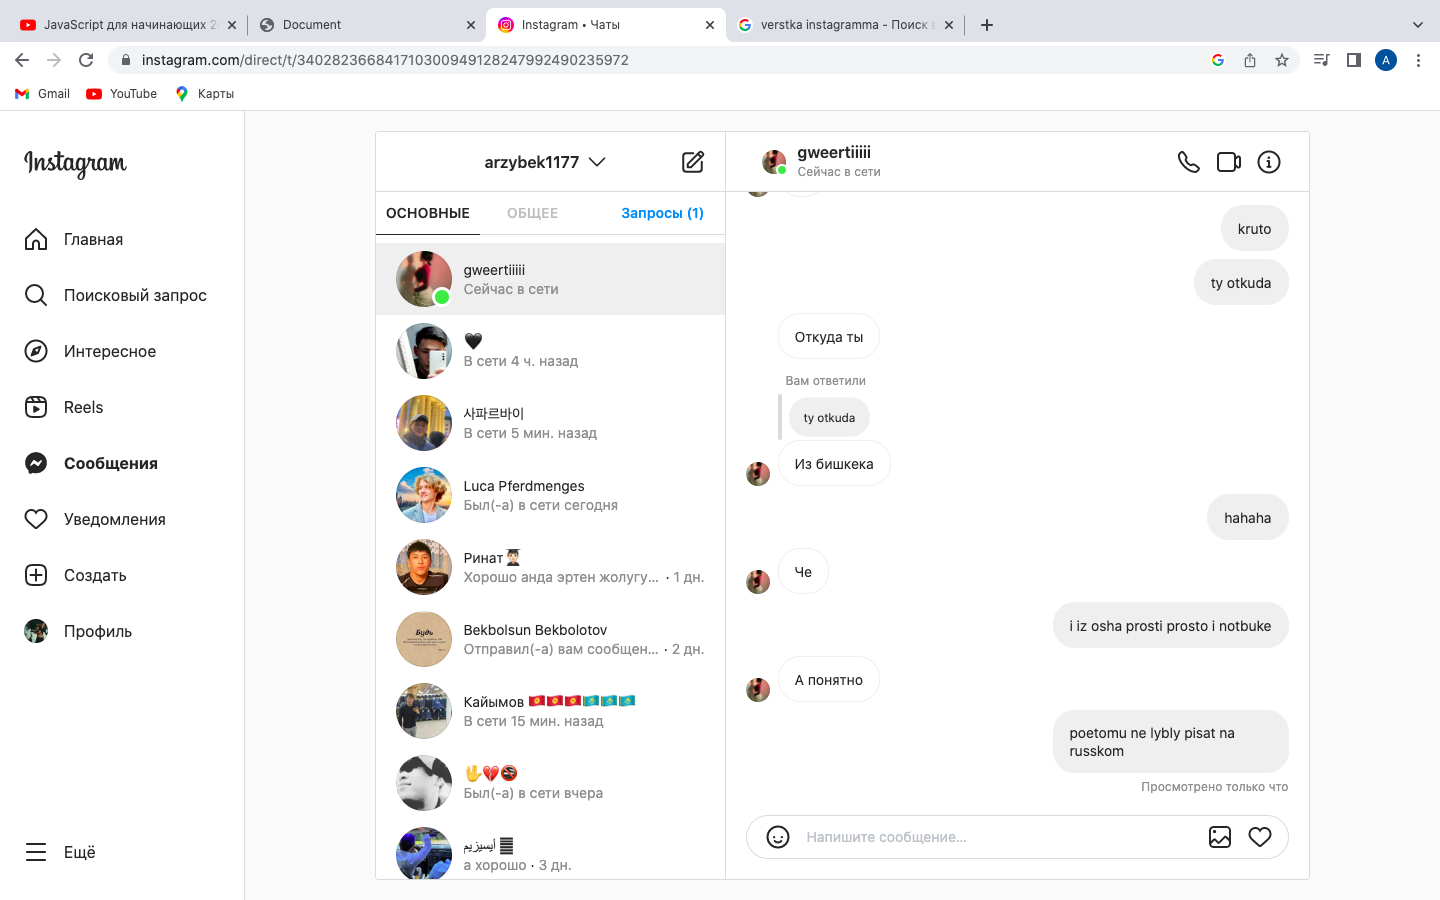 JavaScript для начинающих 2
Document
Instagram • Чаты
verstka instagramma - Поиск в
instagram.com/direct/t/340282366841710300949128247992490235972
A
Gmail
YouTube
Карты
Instagram
Главная
Поисковый запрос
Интересное
Reels
Сообщения
Уведомления
Создать
Профиль
Ещё
arzybek1177
ОСНОВНЫЕ
ОБЩЕЕ
Запросы (1)
gweertiiiii
Сейчас в сети
🖤
В сети 4 ч. назад
사파르바이
В сети 5 мин. назад
Luca Pferdmenges
Был(-а) в сети сегодня
Ринат👨🏻‍🎓
Хорошо анда эртен жолугу... · 1 дн.
Будь
Bekbolsun Bekbolotov
Отправил(-а) вам сообщен... · 2 дн.
Кайымов 🇰🇬🇰🇬🇰🇬🇰🇿🇰🇿🇰🇿
В сети 15 мин. назад
🖖💔🚭
Был(-а) в сети вчера
а хорошо · 3 дн.
gweertiiiii
Сейчас в сети
kruto
ty otkuda
Откуда ты
Вам ответили
ty otkuda
Из бишкека
hahaha
Че
i iz osha prosti prosto i notbuke
А понятно
poetomu ne lybly pisat na
russkom
Просмотрено только что
Напишите сообщение...